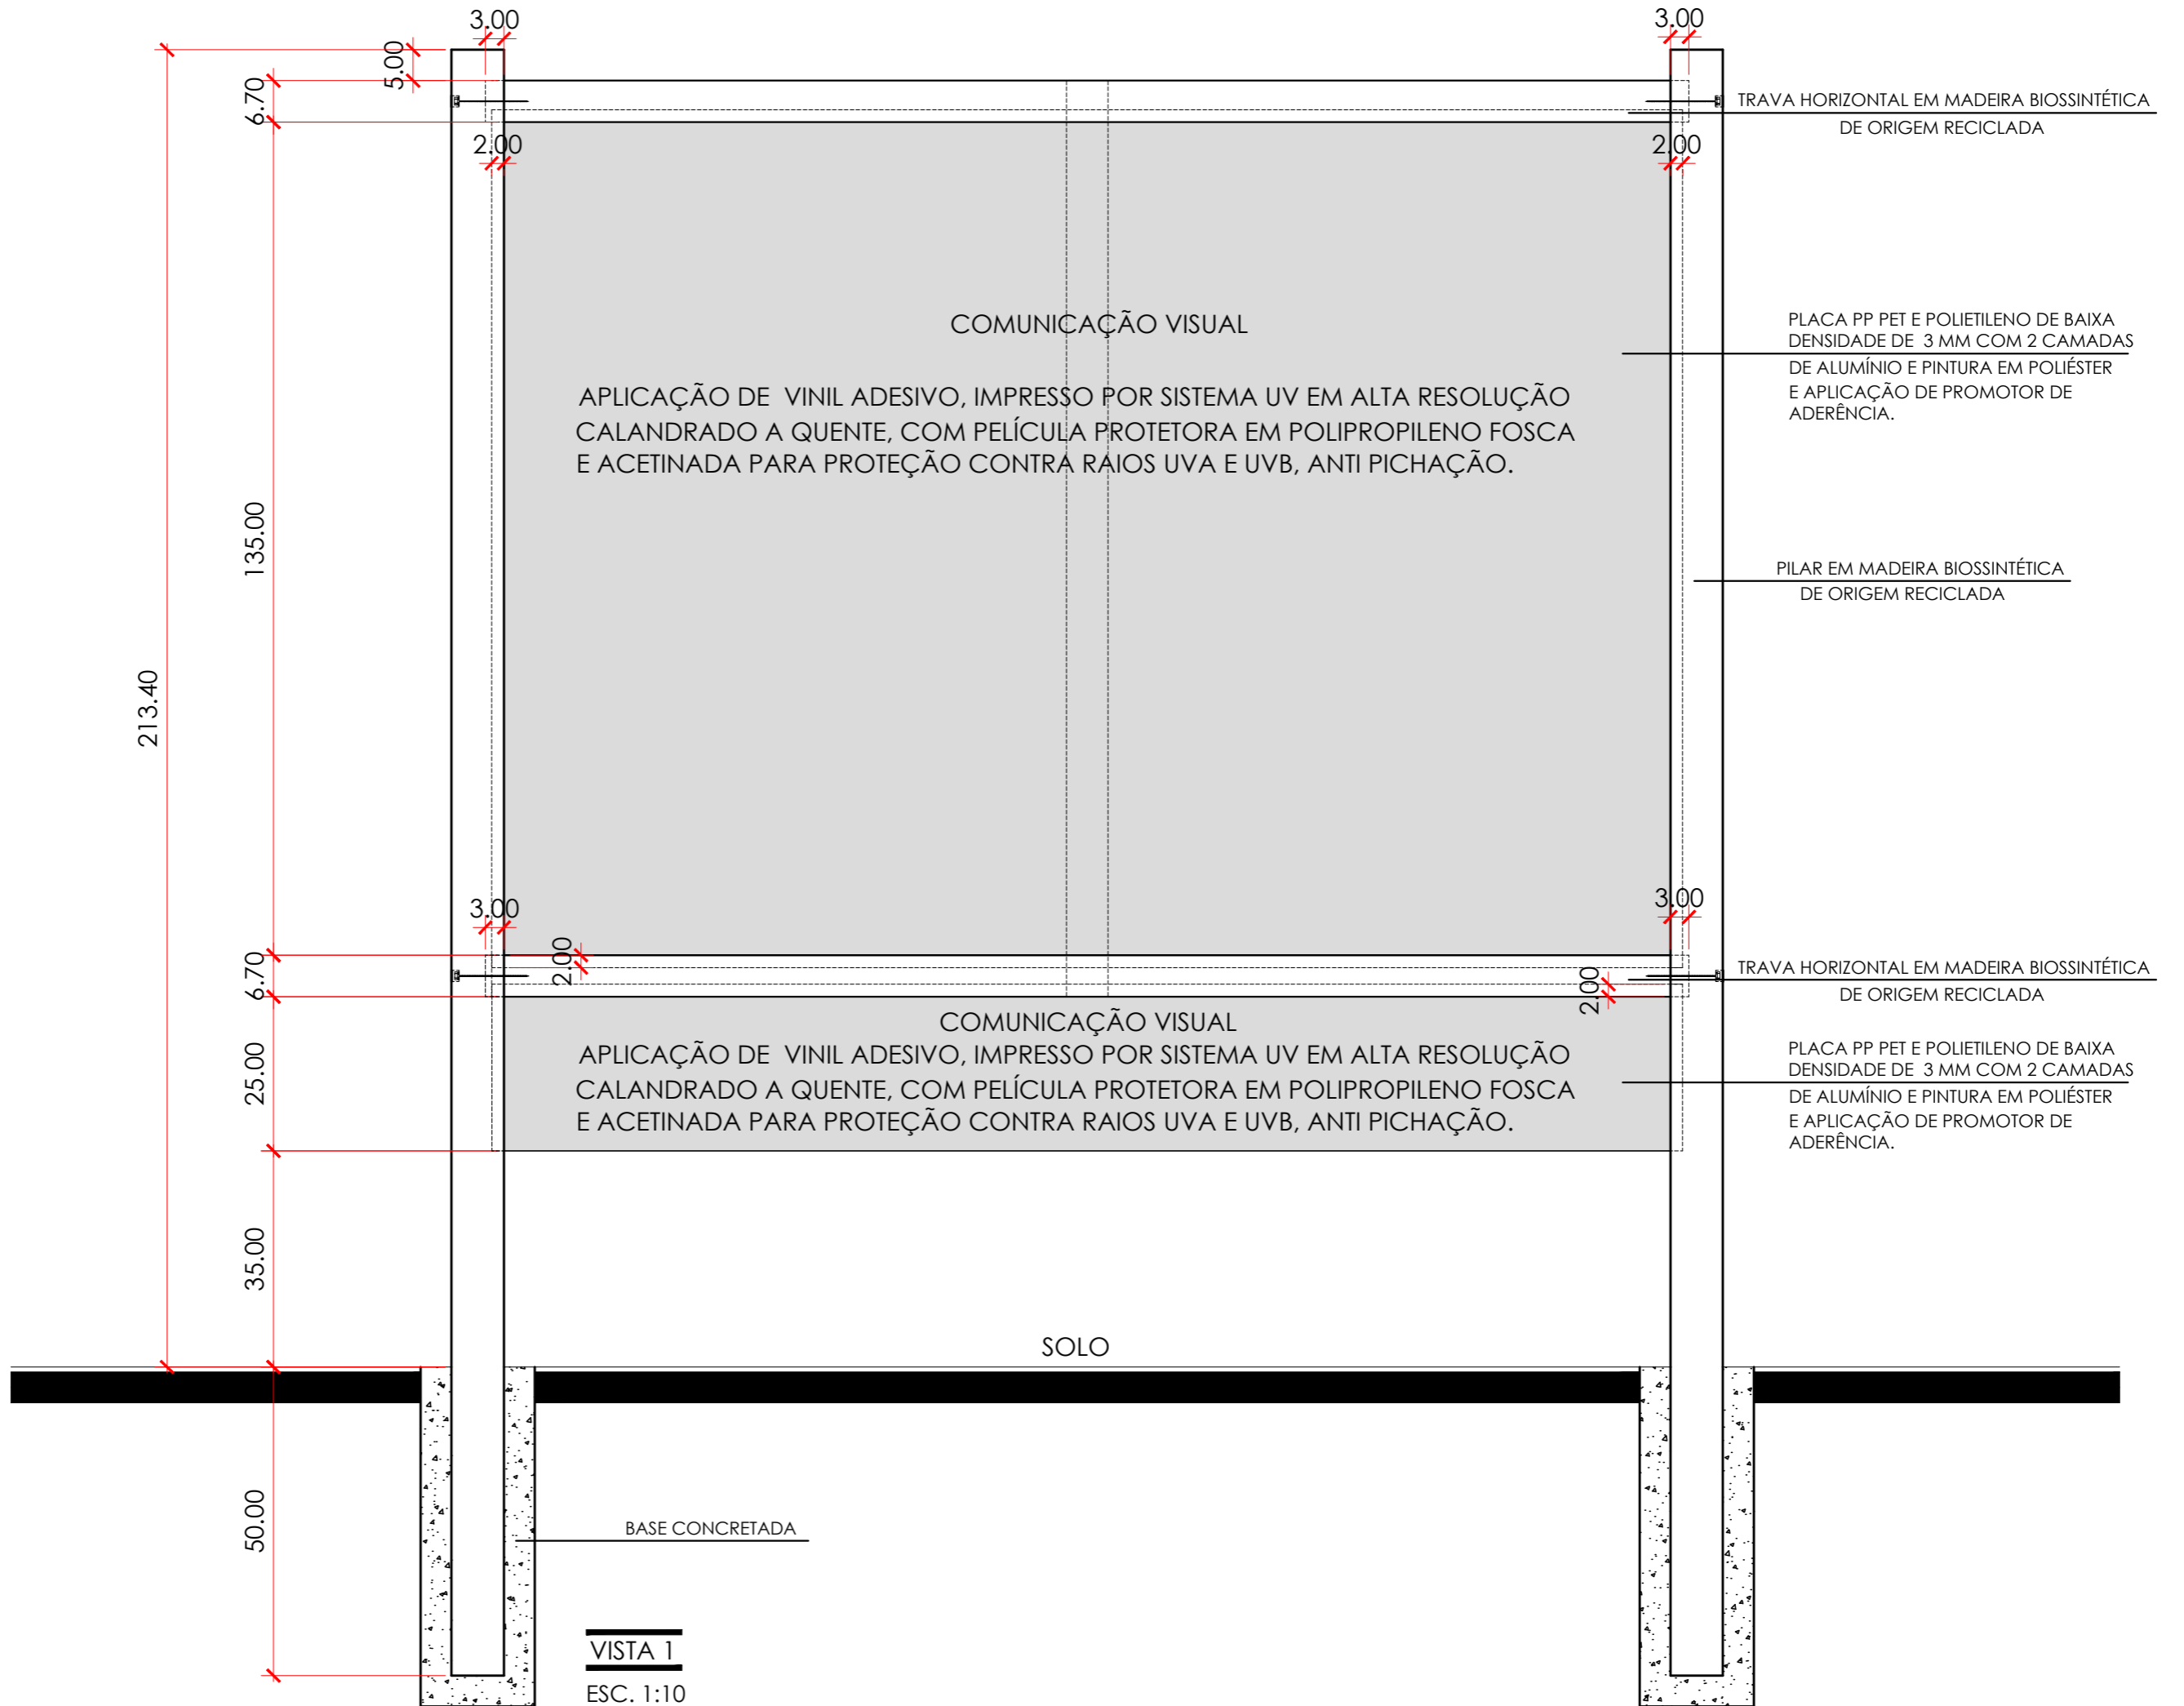 3.00
3.00
5.00
6.70
TRAVA HORIZONTAL EM MADEIRA BIOSSINTÉTICA
DE ORIGEM RECICLADA
2.00
2.00
COMUNICAÇÃO VISUAL
APLICAÇÃO DE VINIL ADESIVO, IMPRESSO POR SISTEMA UV EM ALTA RESOLUÇÃO
CALANDRADO A QUENTE, COM PELÍCULA PROTETORA EM POLIPROPILENO FOSCA
E ACETINADA PARA PROTEÇÃO CONTRA RAIOS UVA E UVB, ANTI PICHAÇÃO.
PLACA PP PET E POLIETILENO DE BAIXA
DENSIDADE DE 3 MM COM 2 CAMADAS
DE ALUMÍNIO E PINTURA EM POLIÉSTER
E APLICAÇÃO DE PROMOTOR DE
ADERÊNCIA.
135.00
PILAR EM MADEIRA BIOSSINTÉTICA
DE ORIGEM RECICLADA
213.40
3.00
3.00
6.70
2.00
2.00
TRAVA HORIZONTAL EM MADEIRA BIOSSINTÉTICA
DE ORIGEM RECICLADA
COMUNICAÇÃO VISUAL
APLICAÇÃO DE VINIL ADESIVO, IMPRESSO POR SISTEMA UV EM ALTA RESOLUÇÃO
CALANDRADO A QUENTE, COM PELÍCULA PROTETORA EM POLIPROPILENO FOSCA
E ACETINADA PARA PROTEÇÃO CONTRA RAIOS UVA E UVB, ANTI PICHAÇÃO.
PLACA PP PET E POLIETILENO DE BAIXA
DENSIDADE DE 3 MM COM 2 CAMADAS
DE ALUMÍNIO E PINTURA EM POLIÉSTER
E APLICAÇÃO DE PROMOTOR DE
ADERÊNCIA.
25.00
35.00
SOLO
50.00
BASE CONCRETADA
VISTA 1
ESC. 1:10